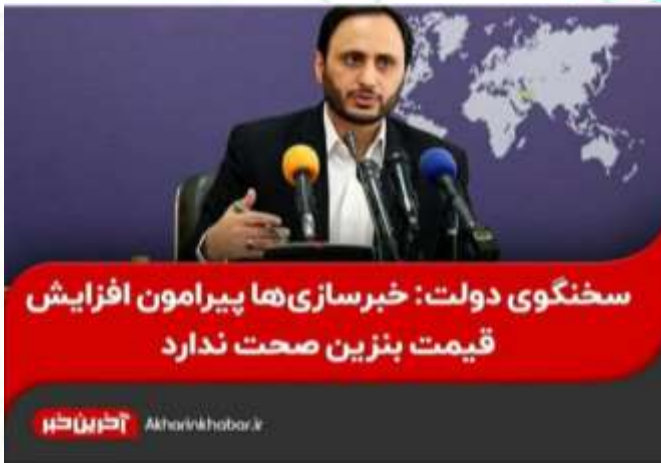 سخنگوی دولت: خبرسازی‌ها پیرامون افزایش
قیمت بنزین صحت ندارد
آخرین خبر
Akharinkhabar.ir